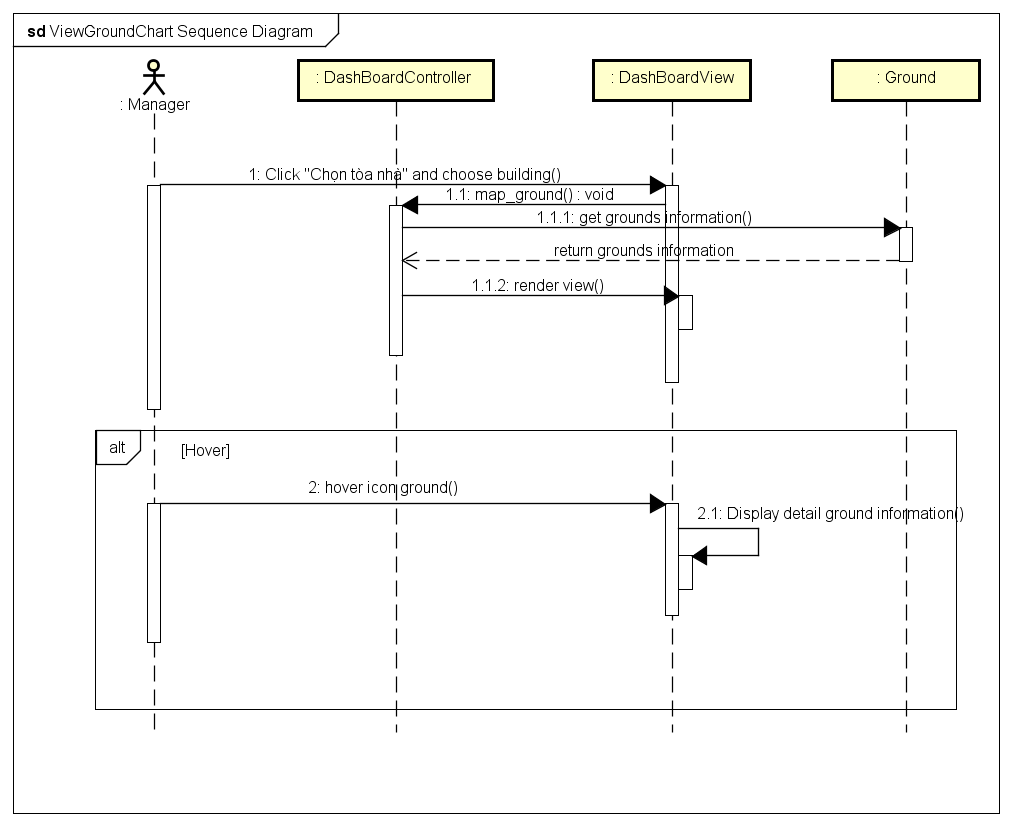 sd ViewGroundChart Sequence Diagram
: Manager
: DashBoardController
: DashBoardView
: Ground
1: Click "Chọn tòa nhà" and choose building()
1.1: map_ground() : void
1.1.1: get grounds information()
return grounds information
1.1.2: render view()
alt
[Hover]
2: hover icon ground()
2.1: Display detail ground information()